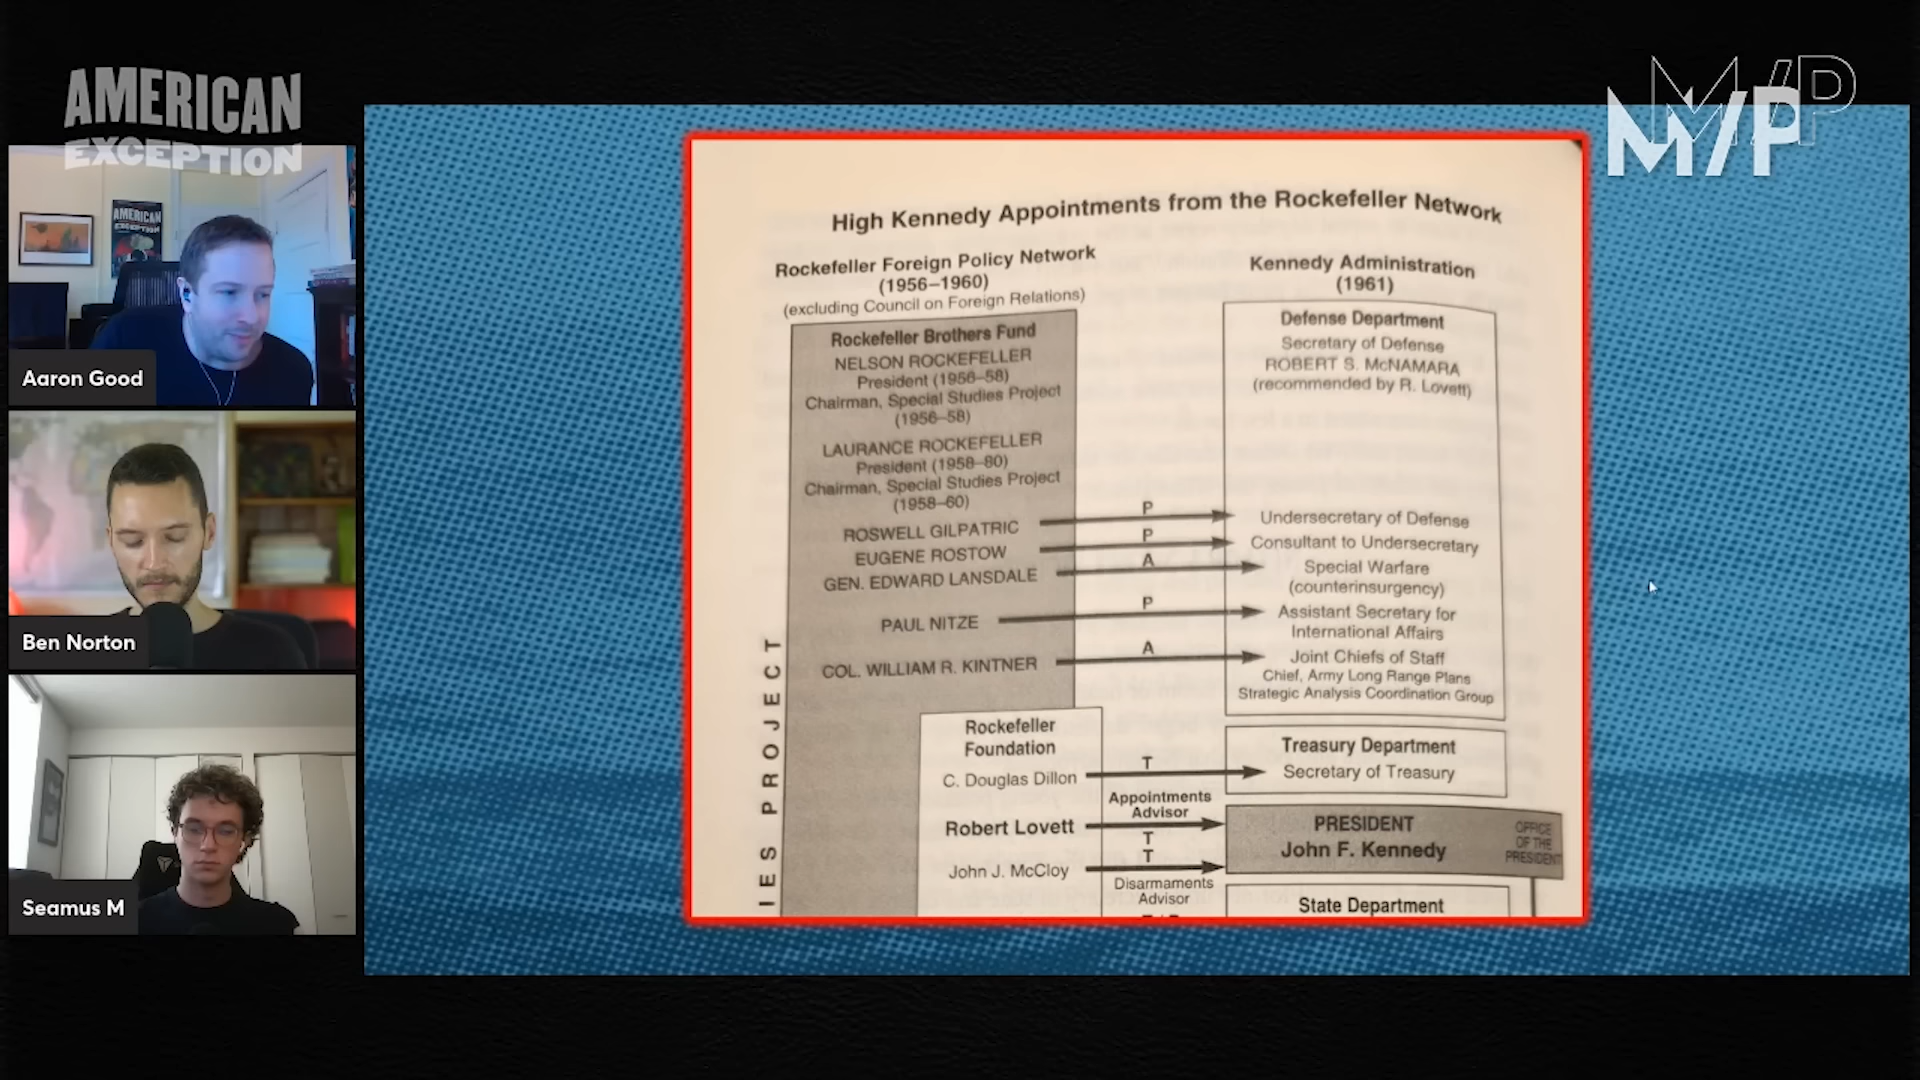 AMERICAN
EXCEPTION
M/P
M/P
AMERICAN
EXCEPTION
Aaron Good
Ben Norton
Seamus M
High Kennedy Appointments from the Rockefeller Network
Rockefeller Foreign Policy Network
(1956–1960)
(excluding Council on Foreign Relations)
Rockefeller Brothers Fund
NELSON ROCKEFELLER
President (1956–58)
Chairman, Special Studies Project
(1956–58)
LAURANCE ROCKEFELLER
President (1958–80)
Chairman, Special Studies Project
(1958–60)
ROSWELL GILPATRIC
EUGENE ROSTOW
GEN. EDWARD LANSDALE
PAUL NITZE
COL. WILLIAM R. KINTNER
IES PROJECT
Rockefeller
Foundation
C. Douglas Dillon
Robert Lovett
John J. McCloy
P
P
A
P
A
T
Appointments
Advisor
T
T
Disarmaments
Advisor
Kennedy Administration
(1961)
Defense Department
Secretary of Defense
ROBERT S. McNAMARA
(recommended by R. Lovett)
Undersecretary of Defense
Consultant to Undersecretary
Special Warfare
(counterinsurgency)
Assistant Secretary for
International Affairs
Joint Chiefs of Staff
Chief, Army Long Range Plans
Strategic Analysis Coordination Group
Treasury Department
Secretary of Treasury
PRESIDENT
John F. Kennedy
OFFICE
OF THE
PRESIDENT
State Department